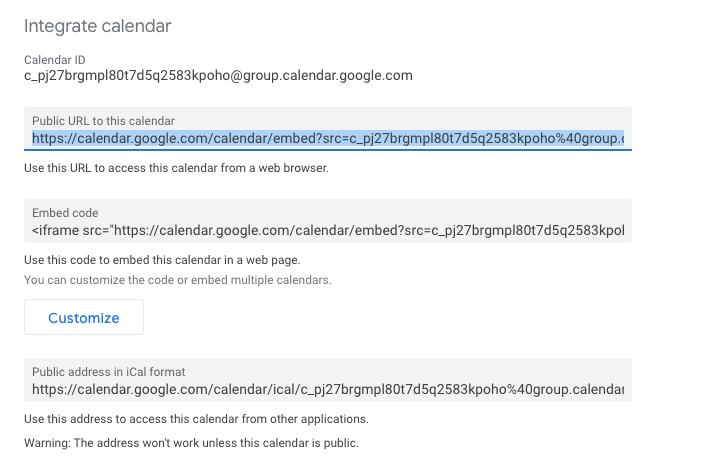 Integrate calendar
Calendar ID
c_pj27brgmpl80t7d5q2583kpoho@group.calendar.google.com
Public URL to this calendar
https://calendar.google.com/calendar/embed?src=c_pj27brgmpl80t7d5q2583kpoho%40group.c
Use this URL to access this calendar from a web browser.
Embed code
<iframe src="https://calendar.google.com/calendar/embed?src=c_pj27brgmpl80t7d5q2583kpol
Use this code to embed this calendar in a web page.
You can customize the code or embed multiple calendars.
Customize
Public address in iCal format
https://calendar.google.com/calendar/ical/c_pj27brgmpl80t7d5q2583kpoho%40group.calendar
Use this address to access this calendar from other applications.
Warning: The address won't work unless this calendar is public.